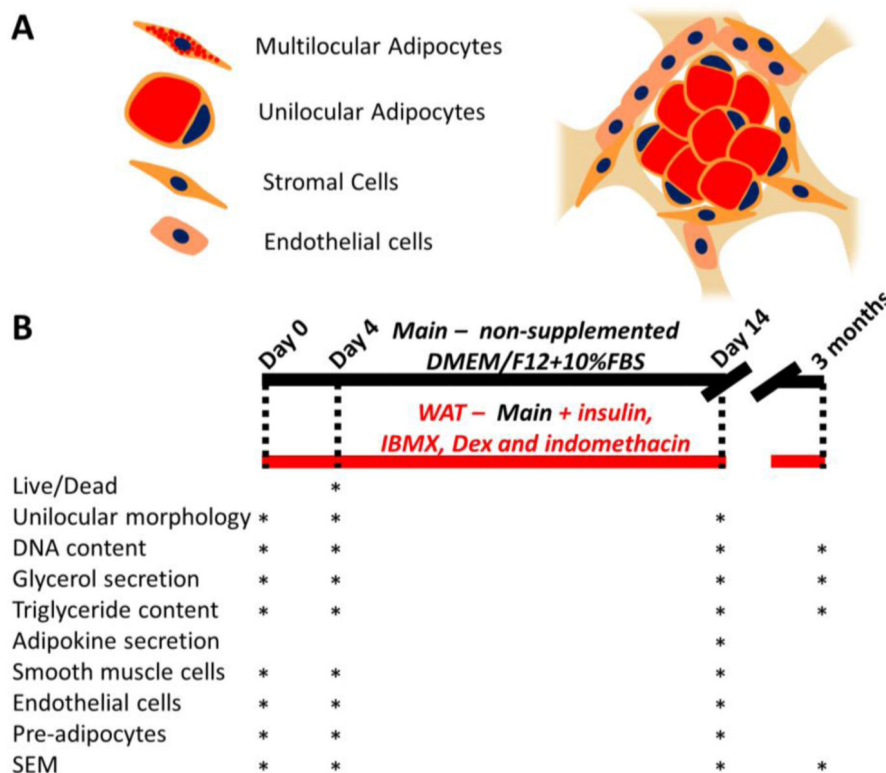 A
Multilocular Adipocytes
Unilocular Adipocytes
Stromal Cells
Endothelial cells
B
Day 0
Day 4
Main – non-supplemented
DMEM/F12+10%FBS
Day 14
3 months
WAT – Main + insulin,
IBMX, Dex and indomethacin
Live/Dead *
Unilocular morphology * * *
DNA content * * * *
Glycerol secretion * * * *
Triglyceride content * * * *
Adipokine secretion *
Smooth muscle cells * * *
Endothelial cells * * *
Pre-adipocytes * * *
SEM * * * *